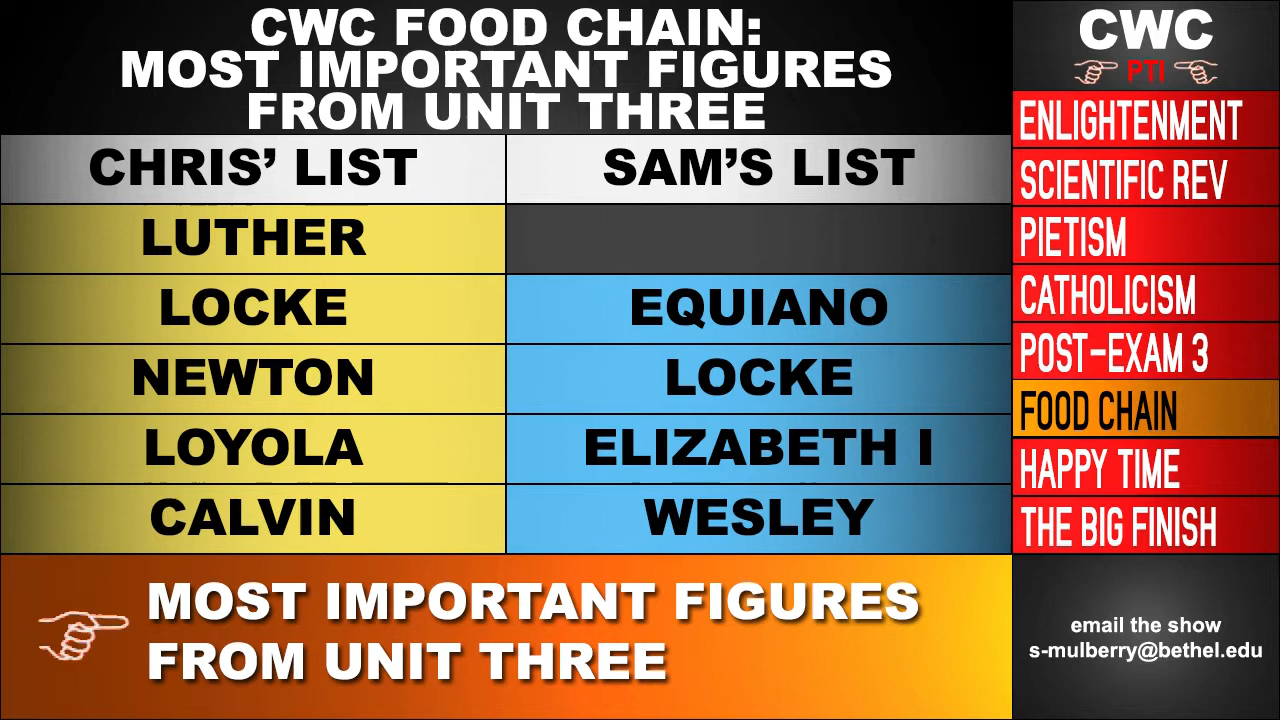 CWC FOOD CHAIN:
MOST IMPORTANT FIGURES
FROM UNIT THREE
CHRIS’ LIST
SAM’S LIST
LUTHER
LOCKE
EQUIANO
NEWTON
LOCKE
LOYOLA
ELIZABETH I
CALVIN
WESLEY
MOST IMPORTANT FIGURES
FROM UNIT THREE
CWC
PTI
ENLIGHTENMENT
SCIENTIFIC REV
PIETISM
CATHOLICISM
POST-EXAM 3
FOOD CHAIN
HAPPY TIME
THE BIG FINISH
email the show
s-mulberry@bethel.edu